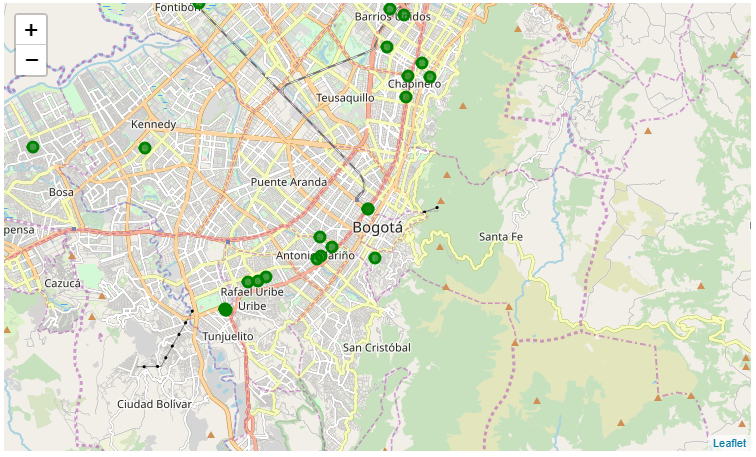 Fontibón
Barrios Unidos
+
−
Chapinero
Teusaquillo
Kennedy
Puente Aranda
Bosa
Bogotá
pensa
Santa Fe
Antonio Nariño
Cazucá
Rafael Uribe
Uribe
Tunjuelito
San Cristóbal
Ciudad Bolívar
Leaflet